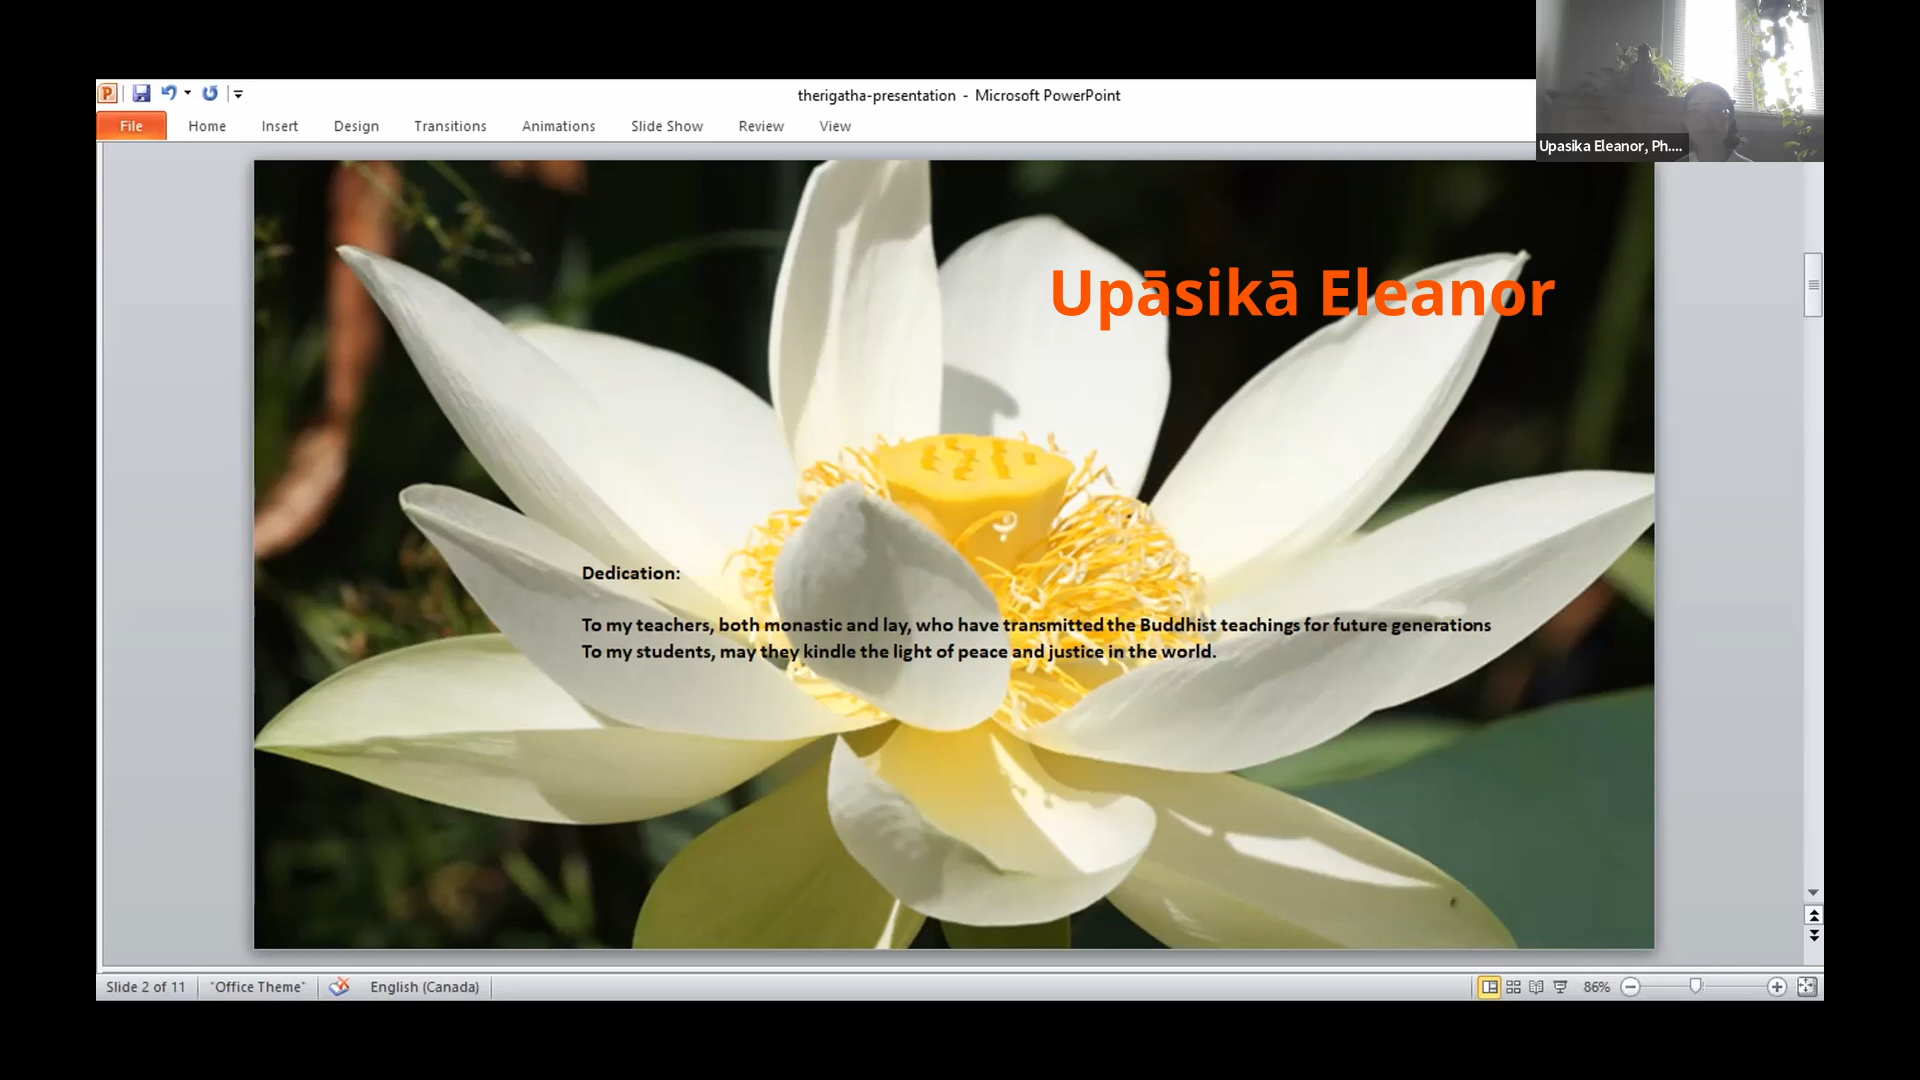 therigatha-presentation - Microsoft PowerPoint
File Home Insert Design Transitions Animations Slide Show Review View
Upasika Eleanor, Ph....
Upāsikā Eleanor
Dedication:
To my teachers, both monastic and lay, who have transmitted the Buddhist teachings for future generations
To my students, may they kindle the light of peace and justice in the world.
Slide 2 of 11 "Office Theme" English (Canada) 86%